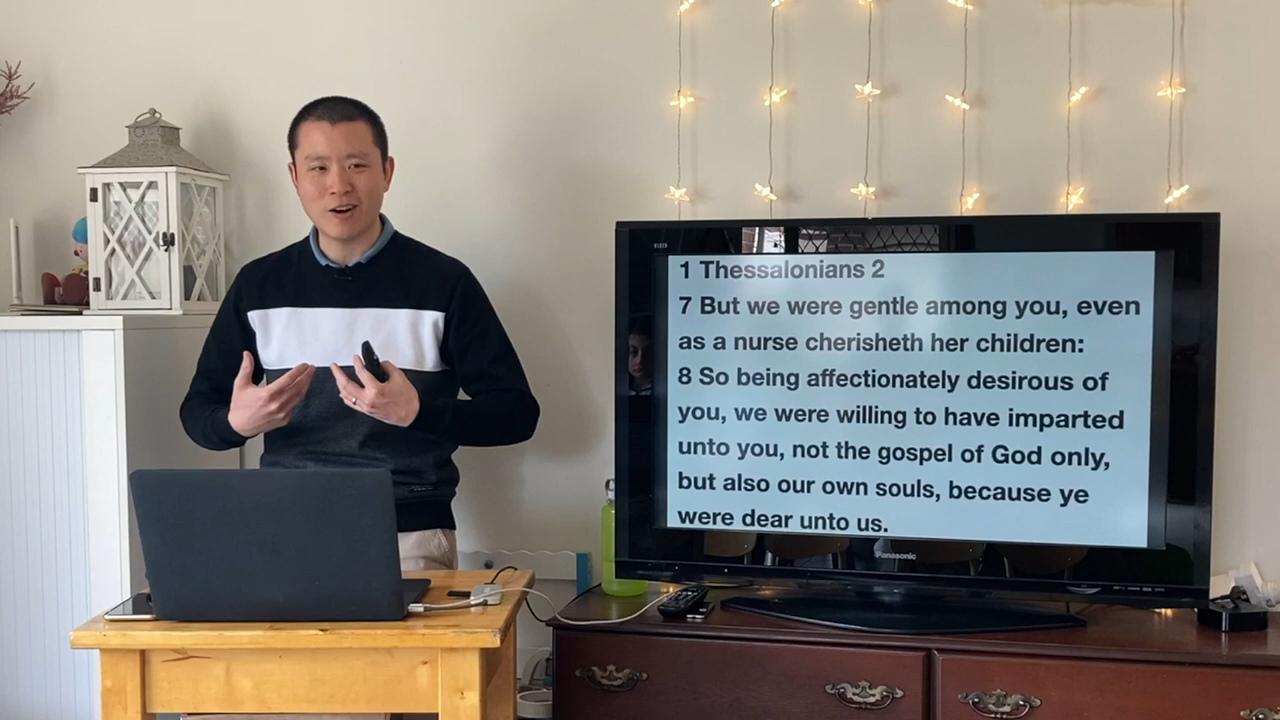 1 Thessalonians 2
7 But we were gentle among you, even
as a nurse cherisheth her children:
8 So being affectionately desirous of
you, we were willing to have imparted
unto you, not the gospel of God only,
but also our own souls, because ye
were dear unto us.
Panasonic